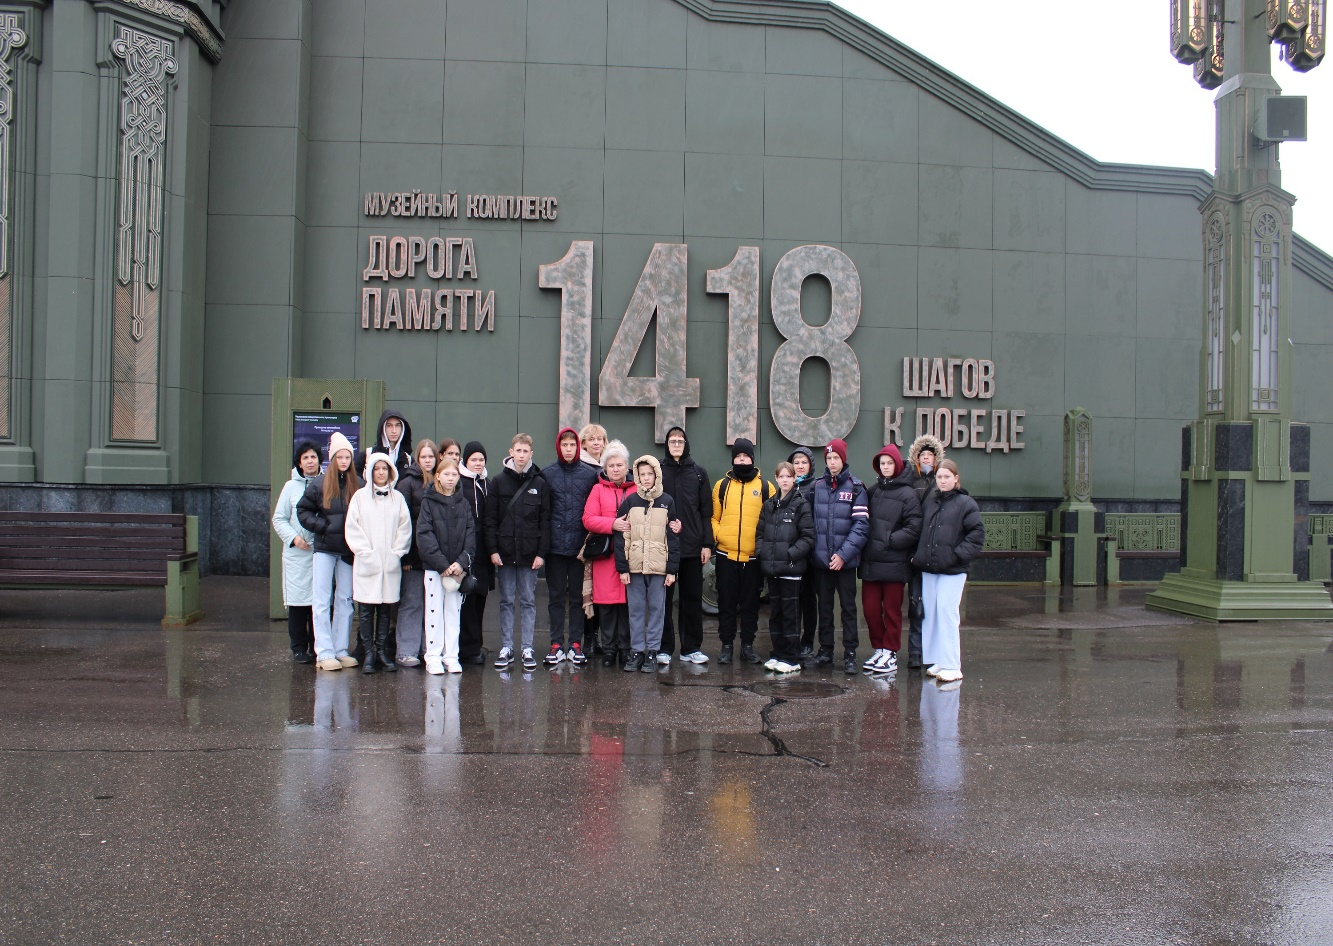 МУЗЕЙНЫЙ КОМПЛЕКС
ДОРОГА
ПАМЯТИ
1418
ШАГОВ
К ПОБЕДЕ